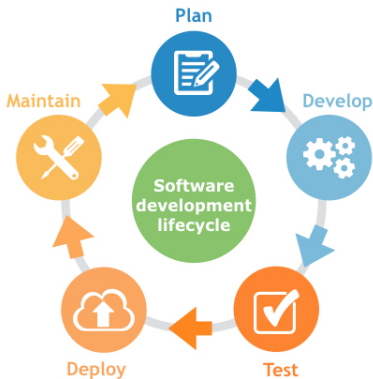 Plan
Develop
Test
Deploy
Maintain
Software
development
lifecycle